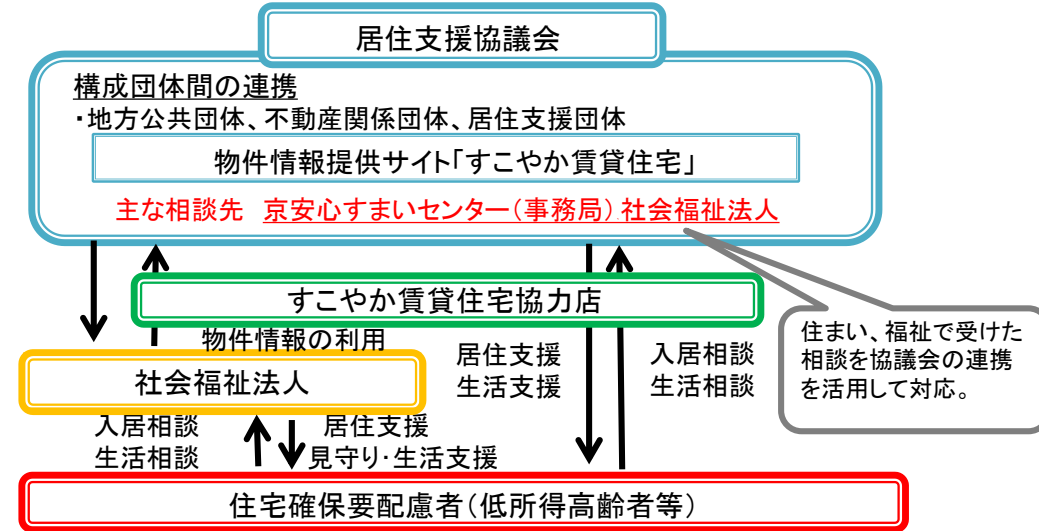 居住支援協議会
構成団体間の連携
・地方公共団体、不動産関係団体、居住支援団体
物件情報提供サイト「すこやか賃貸住宅」
主な相談先 京安心すまいセンター(事務局) 社会福祉法人
すこやか賃貸住宅協力店
住まい、福祉で受けた
相談を協議会の連携
を活用して対応。
物件情報の利用
社会福祉法人
居住支援
生活支援
入居相談
生活相談
入居相談
生活相談
居住支援
見守り・生活支援
住宅確保要配慮者(低所得高齢者等)